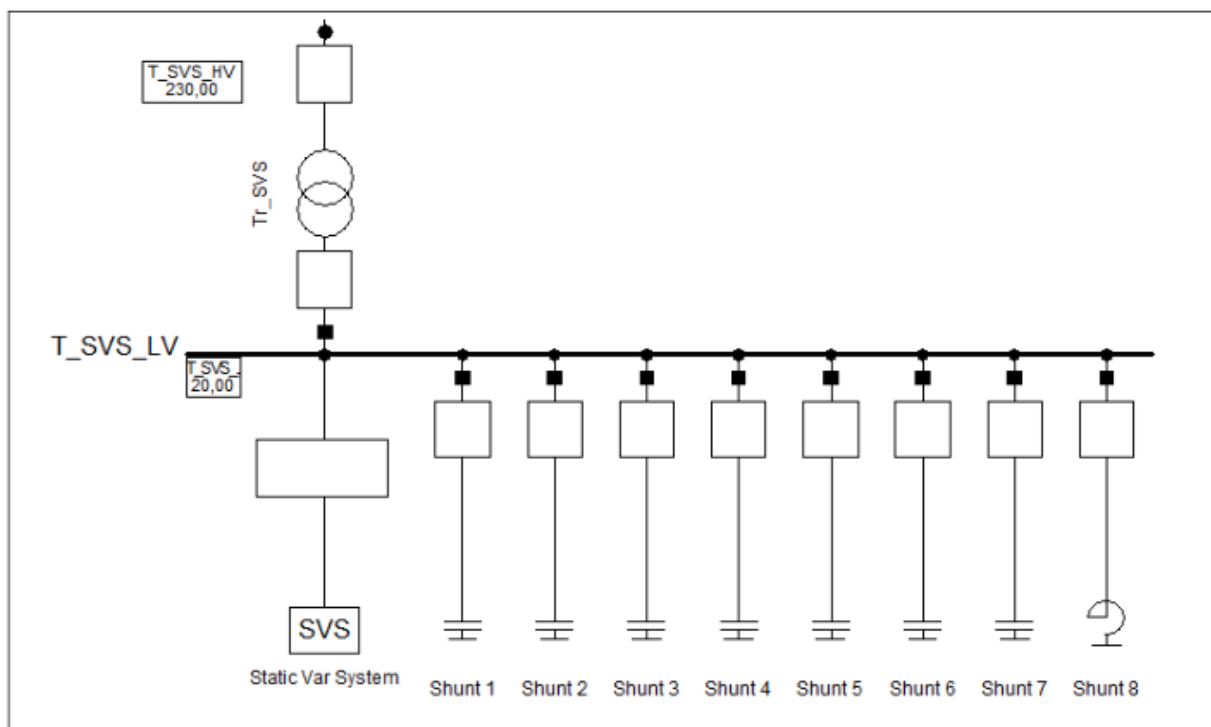 T_SVS_HV
230,00
Tr_SVS
T_SVS_LV
T_SVS_.
20,00
SVS
Static Var System
Shunt 1
Shunt 2
Shunt 3
Shunt 4
Shunt 5
Shunt 6
Shunt 7
Shunt 8